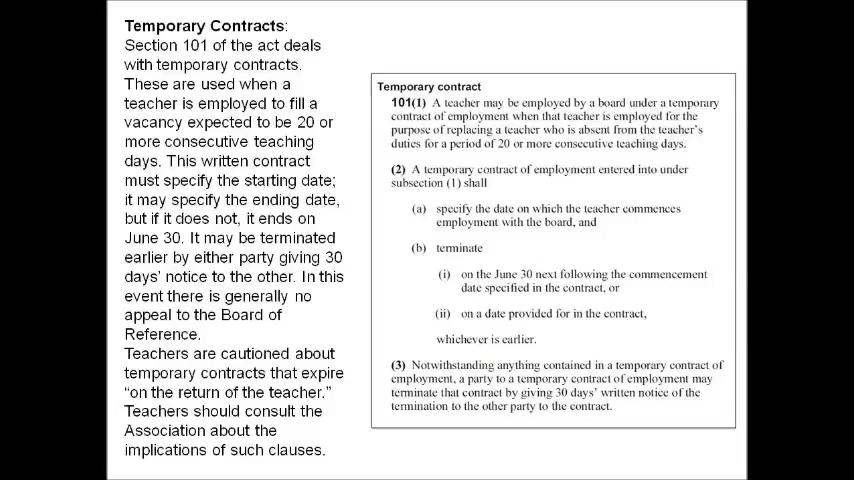 Temporary Contracts:
Section 101 of the act deals
with temporary contracts.
These are used when a
teacher is employed to fill a
vacancy expected to be 20 or
more consecutive teaching
days. This written contract
must specify the starting date;
it may specify the ending date,
but if it does not, it ends on
June 30. It may be terminated
earlier by either party giving 30
days' notice to the other. In this
event there is generally no
appeal to the Board of
Reference.
Teachers are cautioned about
temporary contracts that expire
“on the return of the teacher.”
Teachers should consult the
Association about the
implications of such clauses.
Temporary contract
101(1) A teacher may be employed by a board under a temporary
contract of employment when that teacher is employed for the
purpose of replacing a teacher who is absent from the teacher's
duties for a period of 20 or more consecutive teaching days.
(2) A temporary contract of employment entered into under
subsection (1) shall
(a) specify the date on which the teacher commences
employment with the board, and
(b) terminate
(i) on the June 30 next following the commencement
date specified in the contract, or
(ii) on a date provided for in the contract,
whichever is earlier.
(3) Notwithstanding anything contained in a temporary contract of
employment, a party to a temporary contract of employment may
terminate that contract by giving 30 days' written notice of the
termination to the other party to the contract.